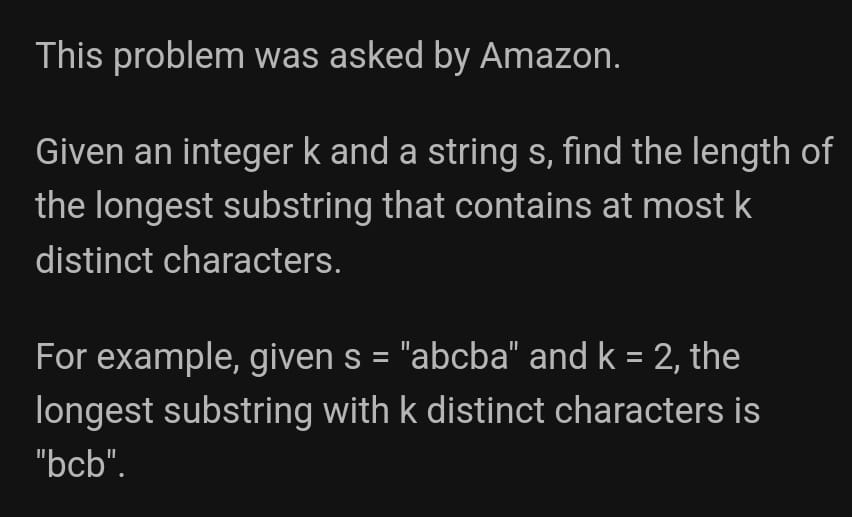 This problem was asked by Amazon.
Given an integer k and a string s, find the length of
the longest substring that contains at most k
distinct characters.
For example, given s = "abcba" and k = 2, the
longest substring with k distinct characters is
"bcb".